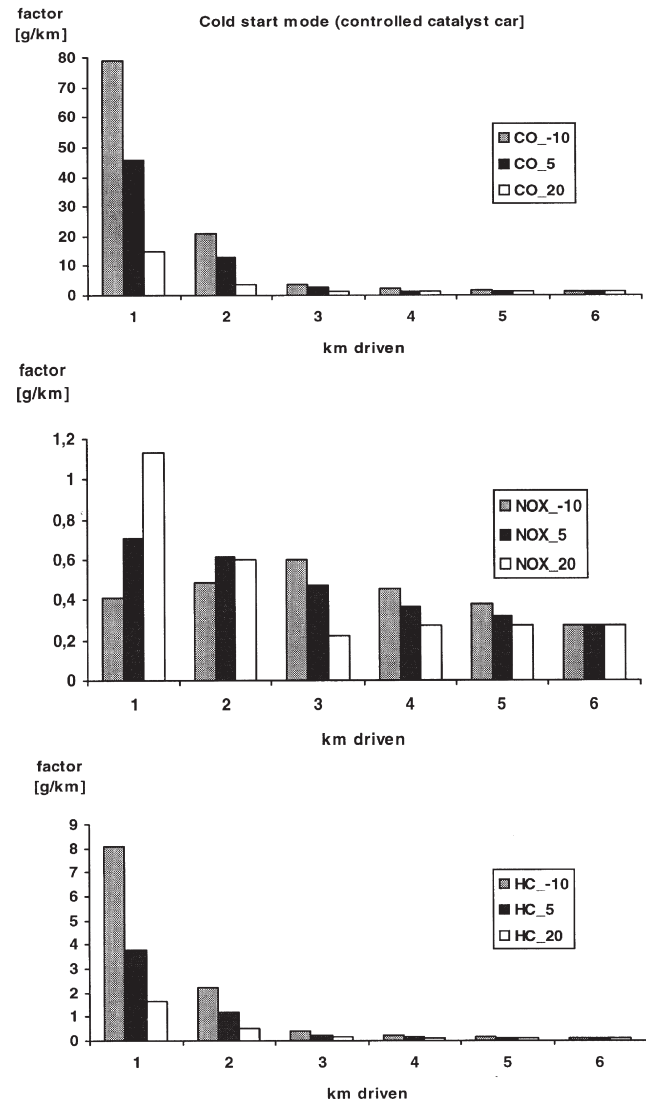 factor
[g/km]
Cold start mode (controlled catalyst car]
80
70
60
50
40
30
20
10
0
CO_-10
CO_5
CO_20
1 2 3 4 5 6
km driven
factor
[g/km]
1,2
1
0,8
0,6
0,4
0,2
0
NOX_-10
NOX_5
NOX_20
1 2 3 4 5 6
km driven
factor
[g/km]
9
8
7
6
5
4
3
2
1
0
HC_-10
HC_5
HC_20
1 2 3 4 5 6
km driven